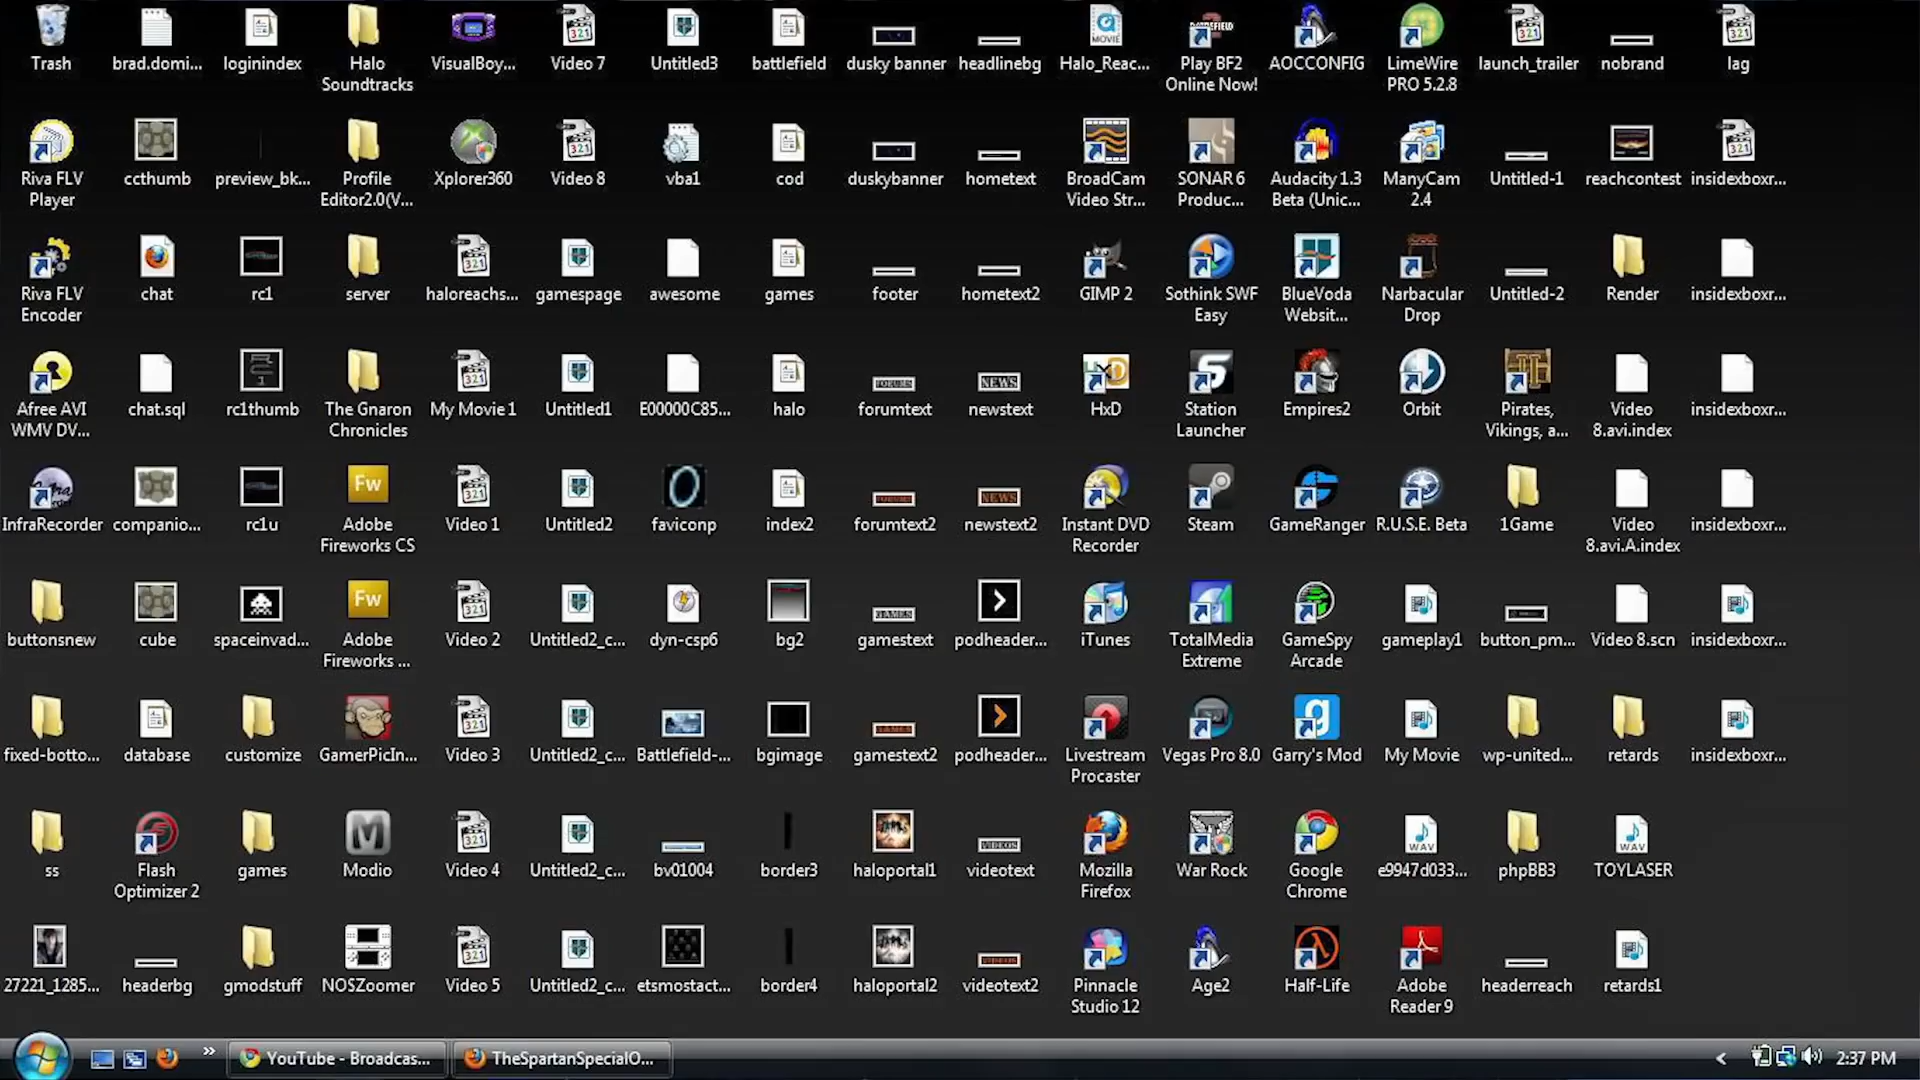 Trash
brad.domi...
loginindex
Halo
Soundtracks
VisualBoy...
Video 7
Untitled3
battlefield
dusky banner
headlinebg
Halo_Reac...
Play BF2
Online Now!
AOCCONFIG
LimeWire
PRO 5.2.8
launch_trailer
nobrand
lag
Riva FLV
Player
ccthumb
preview_bk...
Profile
Editor2.0(V...
Xplorer360
Video 8
vba1
cod
duskybanner
hometext
BroadCam
Video Str...
SONAR 6
Produc...
Audacity 1.3
Beta (Unic...
ManyCam
2.4
Untitled-1
reachcontest
insidexboxr...
Riva FLV
Encoder
chat
rc1
server
haloreachs...
gamespage
awesome
games
footer
hometext2
GIMP 2
Sothink SWF
Easy
BlueVoda
Websit...
Narbacular
Drop
Untitled-2
Render
insidexboxr...
Afree AVI
WMV DV...
chat.sql
rc1thumb
The Gnaron
Chronicles
My Movie 1
Untitled1
E00000C85...
halo
FORUMS
forumtext
NEWS
newstext
HxD
Station
Launcher
Empires2
Orbit
Pirates,
Vikings, a...
Video
8.avi.index
insidexboxr...
InfraRecorder
companio...
rc1u
Fw
Adobe
Fireworks CS
Video 1
Untitled2
faviconp
index2
FORUMS
forumtext2
NEWS
newstext2
Instant DVD
Recorder
Steam
GameRanger
R.U.S.E. Beta
1Game
Video
8.avi.A.index
insidexboxr...
buttonsnew
cube
spaceinvad...
Fw
Adobe
Fireworks ...
Video 2
Untitled2_c...
dyn-csp6
bg2
GAMES
gamestext
podheader...
iTunes
TotalMedia
Extreme
GameSpy
Arcade
gameplay1
button_pm...
Video 8.scn
insidexboxr...
fixed-botto...
database
customize
GamerPicIn...
Video 3
Untitled2_c...
Battlefield-...
bgimage
GAMES
gamestext2
podheader...
Livestream
Procaster
Vegas Pro 8.0
Garry's Mod
My Movie
wp-united...
retards
insidexboxr...
ss
Flash
Optimizer 2
games
Modio
Video 4
Untitled2_c...
bv01004
border3
haloportal1
VIDEOS
videotext
Mozilla
Firefox
War Rock
Google
Chrome
WAV
e9947d033...
phpBB3
WAV
TOYLASER
27221_1285...
headerbg
gmodstuff
NOSZoomer
Video 5
Untitled2_c...
etsmostact...
border4
haloportal2
VIDEOS
videotext2
Pinnacle
Studio 12
Age2
Half-Life
Adobe
Reader 9
headerreach
retards1
YouTube - Broadcas...
TheSpartanSpecialO...
2:37 PM